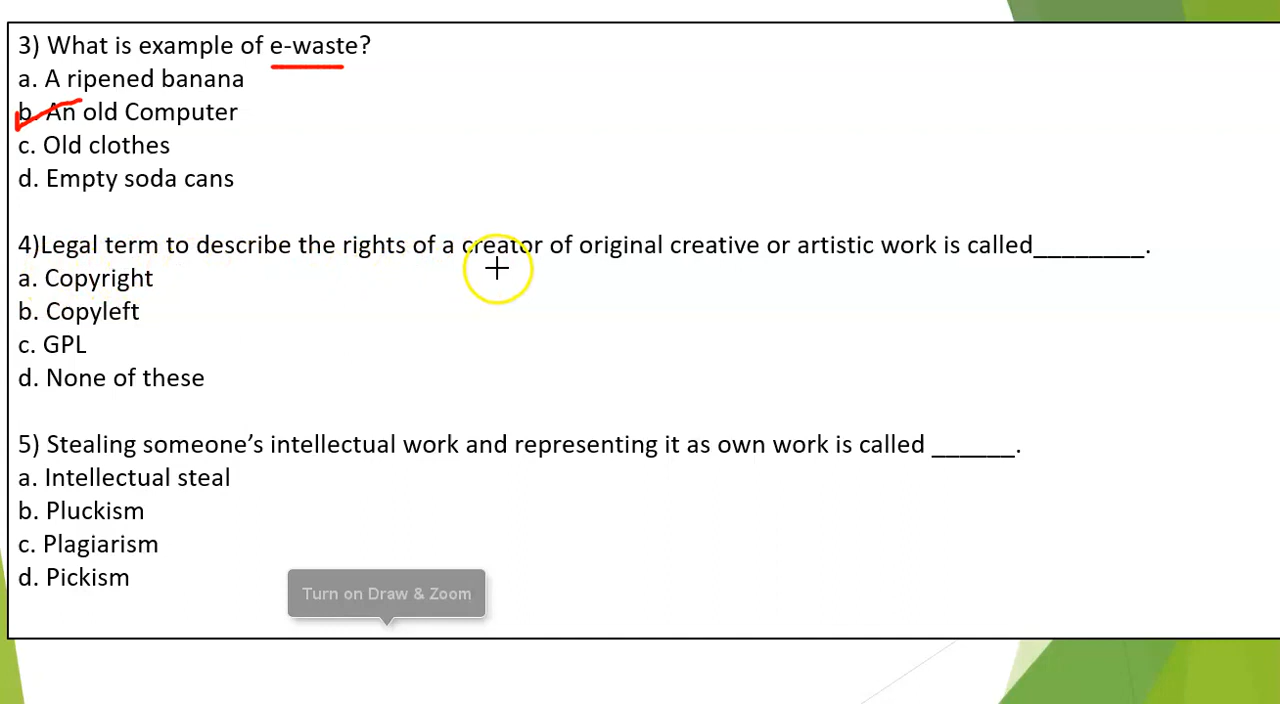 3) What is example of e-waste?
a. A ripened banana
b. An old Computer
c. Old clothes
d. Empty soda cans
4)Legal term to describe the rights of a creator of original creative or artistic work is called________.
a. Copyright
b. Copyleft
c. GPL
d. None of these
5) Stealing someone’s intellectual work and representing it as own work is called ______.
a. Intellectual steal
b. Pluckism
c. Plagiarism
d. Pickism
Turn on Draw & Zoom